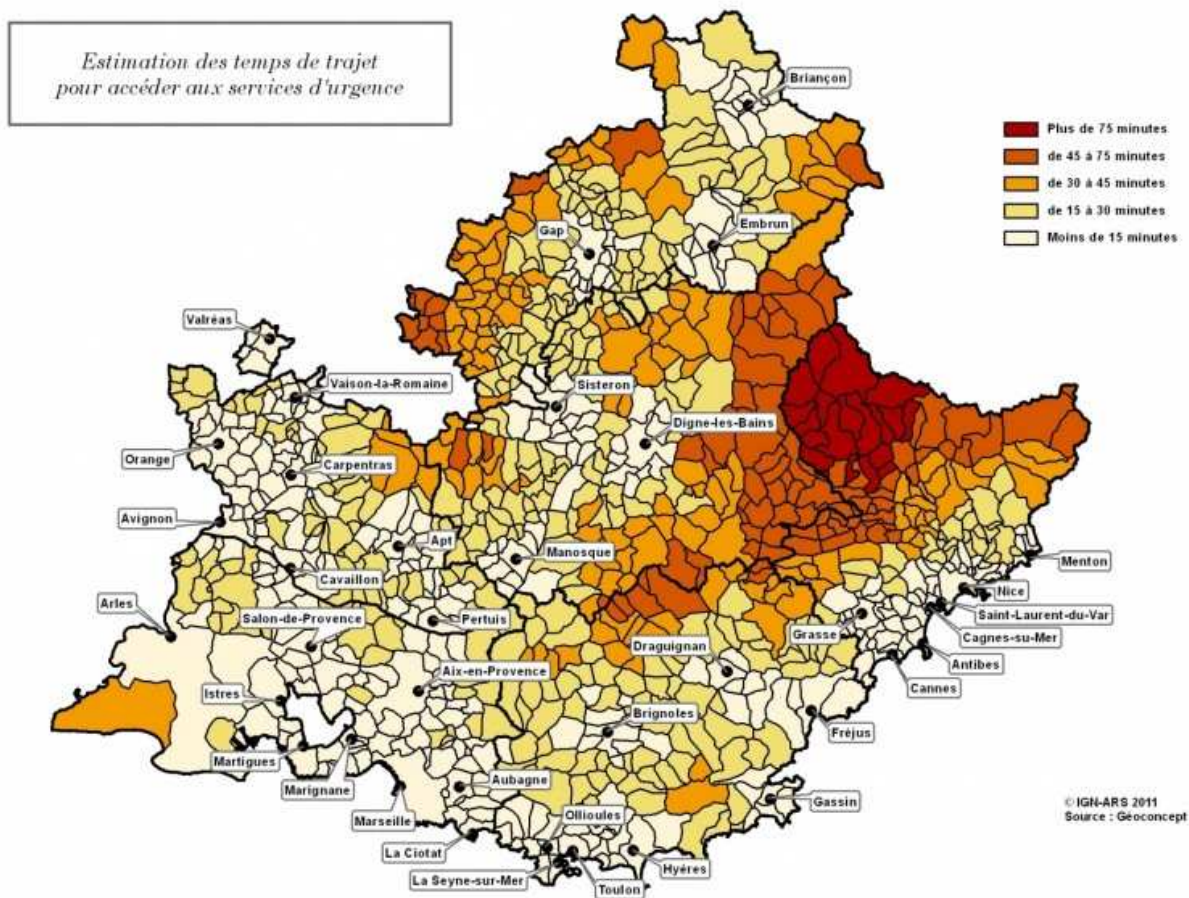 Estimation des temps de trajet
pour accéder aux services d'urgence
Briançon
Plus de 75 minutes
de 45 à 75 minutes
de 30 à 45 minutes
de 15 à 30 minutes
Moins de 15 minutes
Embrun
Gap
Valréas
Vaison-la-Romaine
Sisteron
Digne-les-Bains
Orange
Carpentras
Avignon
Apt
Manosque
Menton
Cavaillon
Nice
Arles
Salon-de-Provence
Pertuis
Saint-Laurent-du-Var
Grasse
Cagnes-su-Mer
Draguignan
Antibes
Aix-en-Provence
Cannes
Istres
Brignoles
Fréjus
Martigues
Marignane
Aubagne
Gassin
© IGN-ARS 2011
Source : Géoconcept
Marseille
Ollioules
La Ciotat
Hyéres
La Seyne-sur-Mer
Toulon